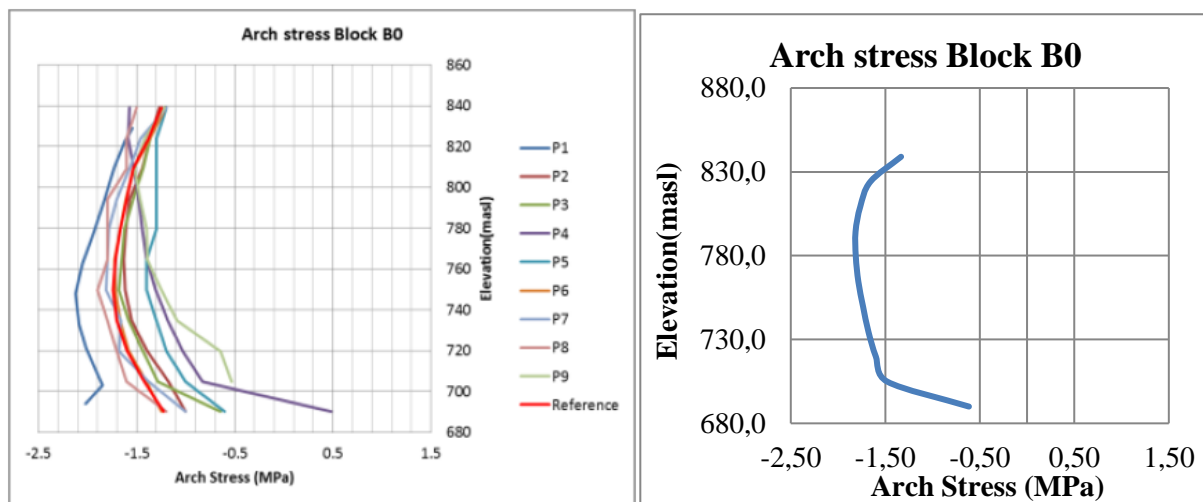 Arch stress Block B0
860
840
820
800
780
760
740
720
700
680
Elevation(masl)
-2.5
-1.5
-0.5
0.5
1.5
Arch Stress (MPa)
P1
P2
P3
P4
P5
P6
P7
P8
P9
Reference
Arch stress Block B0
880,0
830,0
780,0
730,0
680,0
Elevation(masl)
-2,50
-1,50
-0,50
0,50
1,50
Arch Stress (MPa)